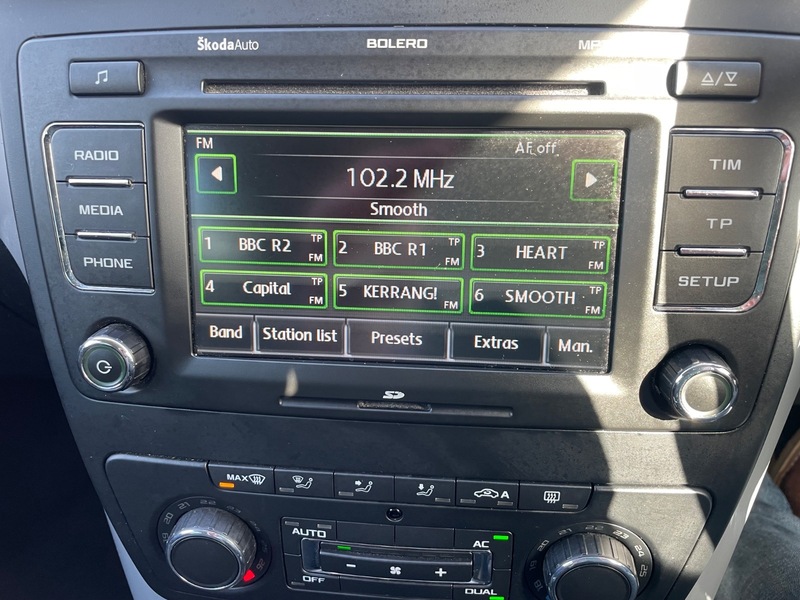 ŠkodaAuto BOLERO
RADIO
MEDIA
PHONE
TIM
TP
SETUP
FM AF off
102.2 MHz
Smooth
1 BBC R2 TP FM 2 BBC R1 TP FM 3 HEART TP FM
4 Capital TP FM 5 KERRANG! FM 6 SMOOTH TP FM
Band Station list Presets Extras Man.
SD
MAX A
AUTO AC
OFF - + DUAL